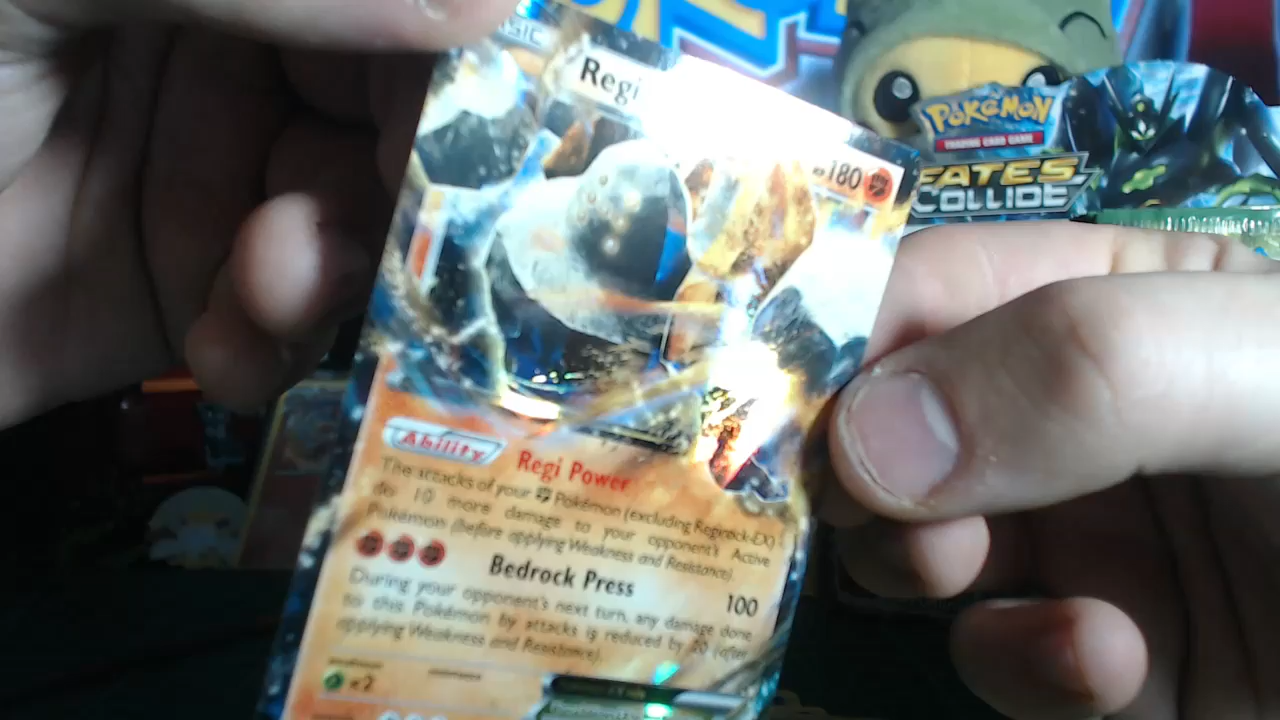 BASIC
Regi
180
POKéMON
TRADING CARD GAME
FATES
COLLIDE
Ability Regi Power
The attacks of your Pokémon (excluding Regirock-EX)
do 10 more damage to your opponent's Active
Pokémon (before applying Weakness and Resistance).
Bedrock Press 100
During your opponent's next turn, any damage done
to this Pokémon by attacks is reduced by 20 (after
applying Weakness and Resistance).
×2